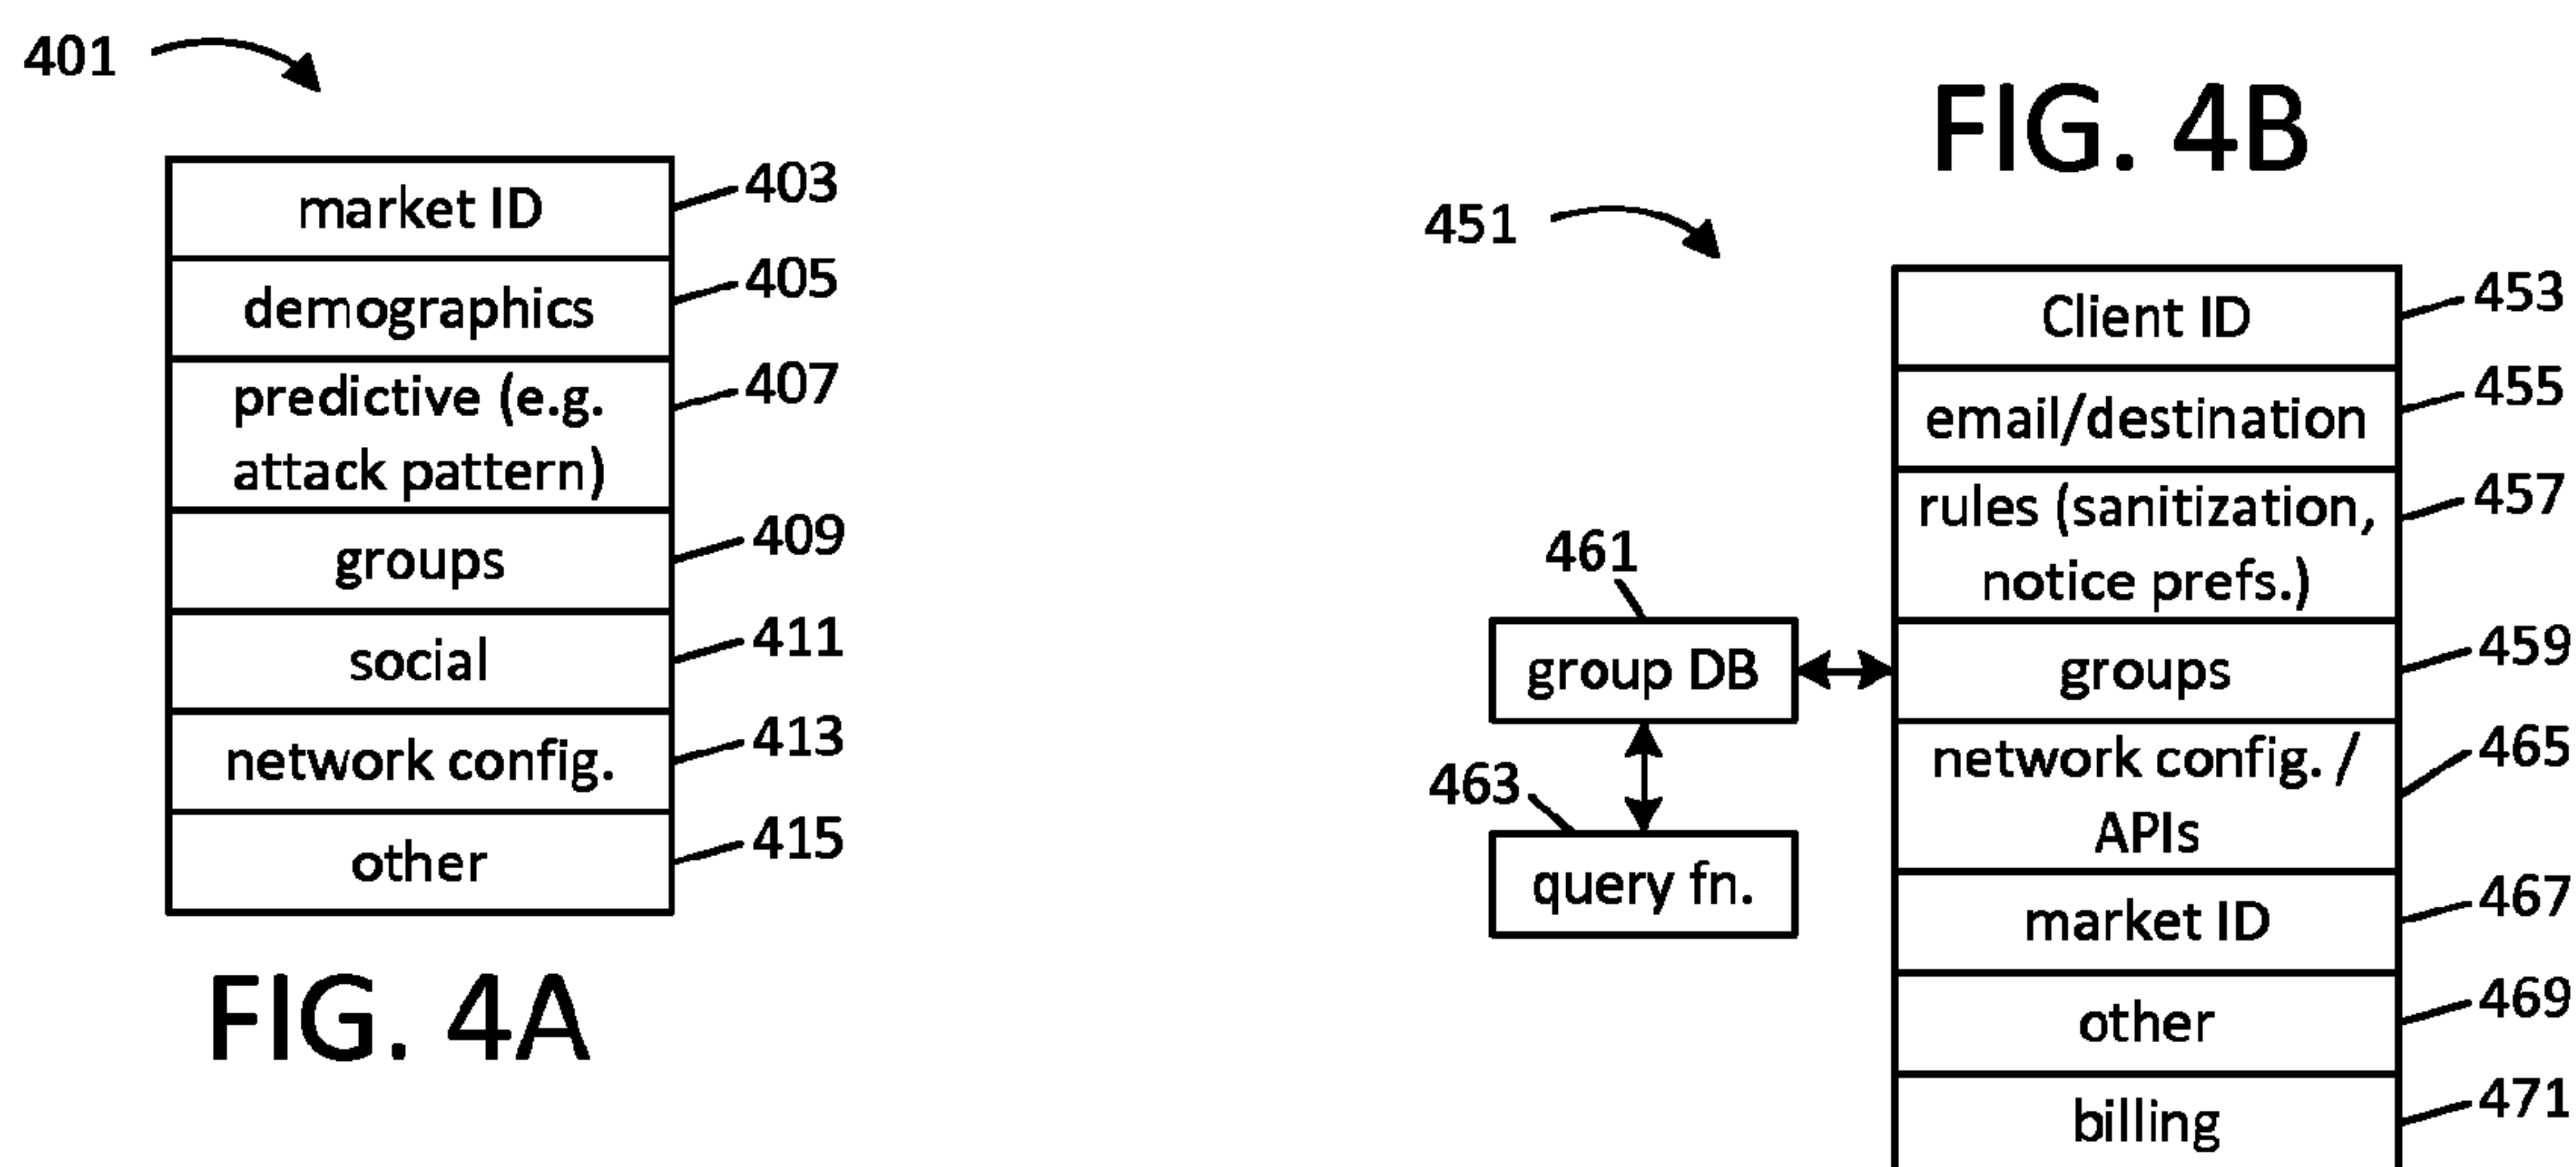 401
market ID
403
demographics
405
predictive (e.g.
attack pattern)
407
groups
409
social
411
network config.
413
other
415
FIG. 4A
FIG. 4B
451
Client ID
453
email/destination
455
rules (sanitization,
notice prefs.)
457
461
group DB
groups
459
463
query fn.
network config. /
APIs
465
market ID
467
other
469
billing
471